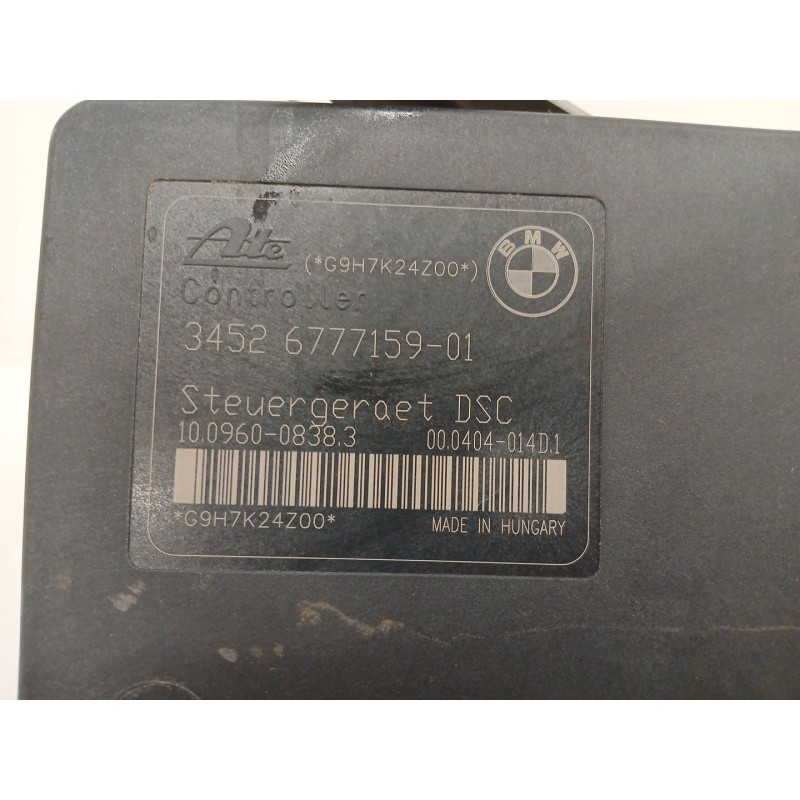 Ate
(*G9H7K24Z00*)
BMW
Controller
3452 6777159-01
Steuergeraet DSC
10.0960-0838.3 00.0404-014D.1
*G9H7K24Z00*
MADE IN HUNGARY